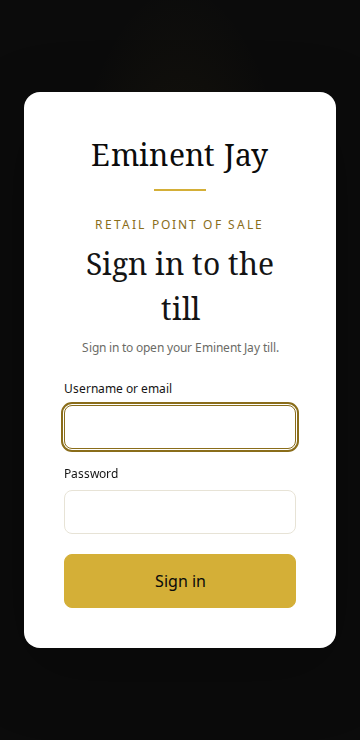 Eminent Jay
RETAIL POINT OF SALE
Sign in to the
till
Sign in to open your Eminent Jay till.
Username or email
Password
Sign in